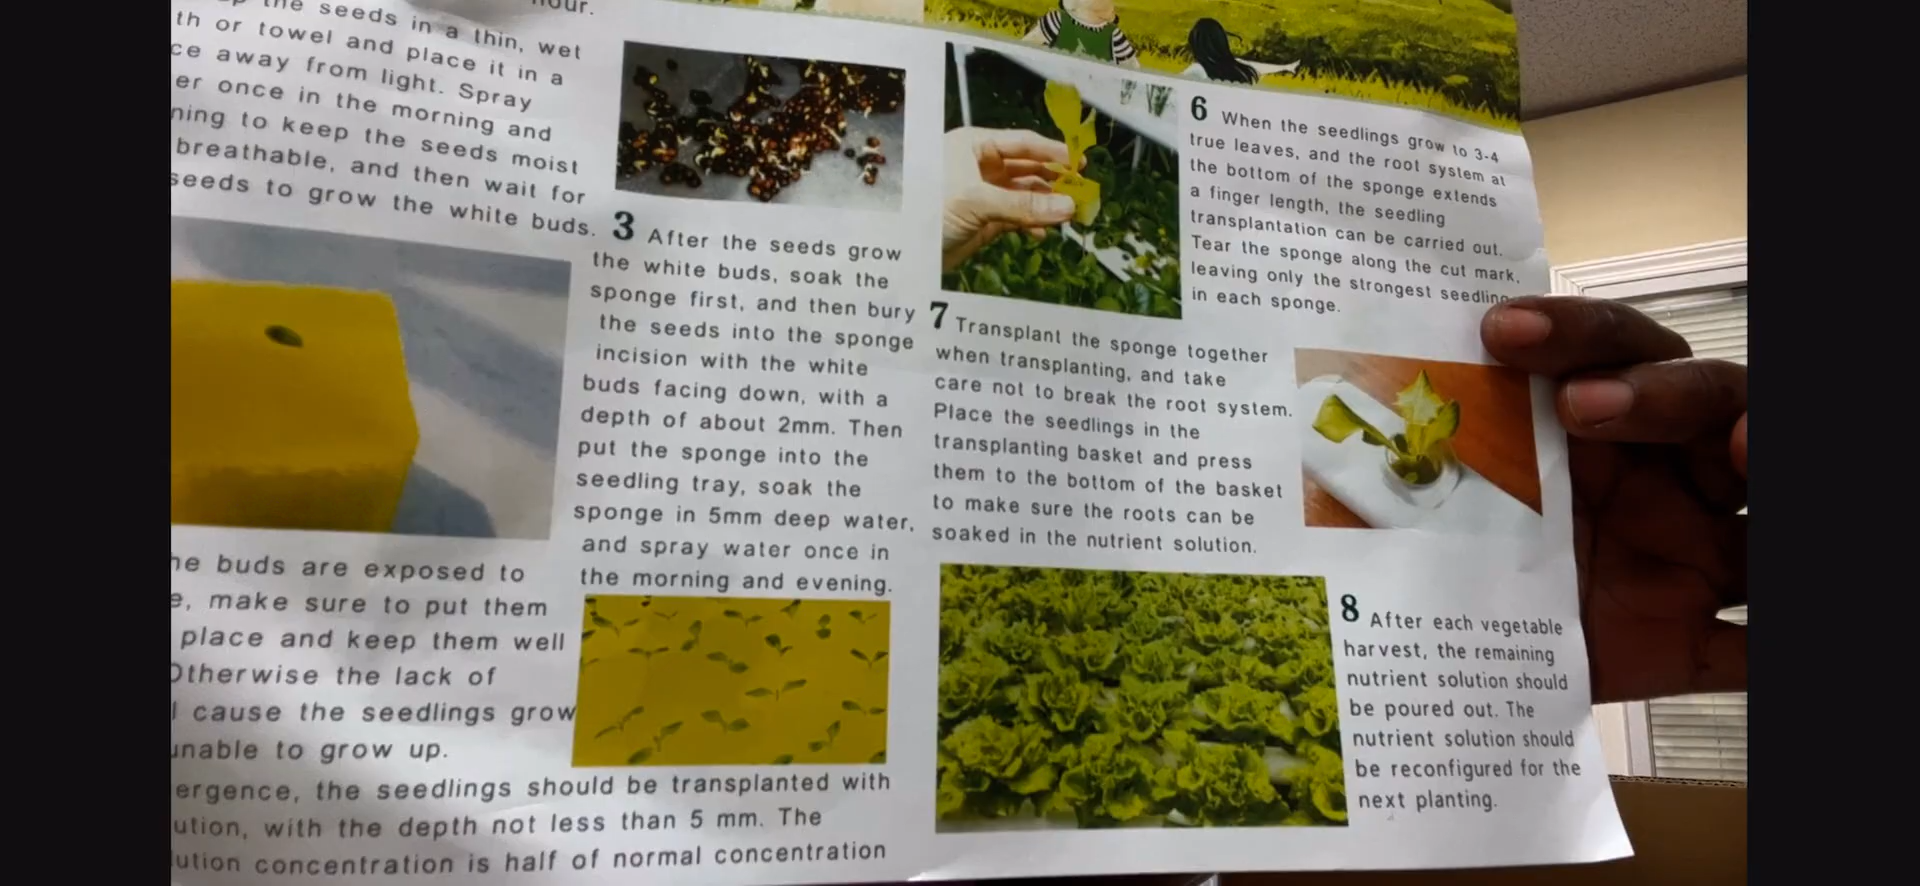 hour.
the seeds in a thin, wet
th or towel and place it in a
ce away from light. Spray
er once in the morning and
ning to keep the seeds moist
breathable, and then wait for
seeds to grow the white buds.
3 After the seeds grow
the white buds, soak the
sponge first, and then bury
the seeds into the sponge
incision with the white
buds facing down, with a
depth of about 2mm. Then
put the sponge into the
seedling tray, soak the
sponge in 5mm deep water,
and spray water once in
the morning and evening.
he buds are exposed to
e, make sure to put them
place and keep them well
Otherwise the lack of
l cause the seedlings grow
unable to grow up.
ergence, the seedlings should be transplanted with
ution, with the depth not less than 5 mm. The
lution concentration is half of normal concentration
6 When the seedlings grow to 3-4
true leaves, and the root system at
the bottom of the sponge extends
a finger length, the seedling
transplantation can be carried out.
Tear the sponge along the cut mark,
leaving only the strongest seedling
in each sponge.
7 Transplant the sponge together
when transplanting, and take
care not to break the root system.
Place the seedlings in the
transplanting basket and press
them to the bottom of the basket
to make sure the roots can be
soaked in the nutrient solution.
8 After each vegetable
harvest, the remaining
nutrient solution should
be poured out. The
nutrient solution should
be reconfigured for the
next planting.